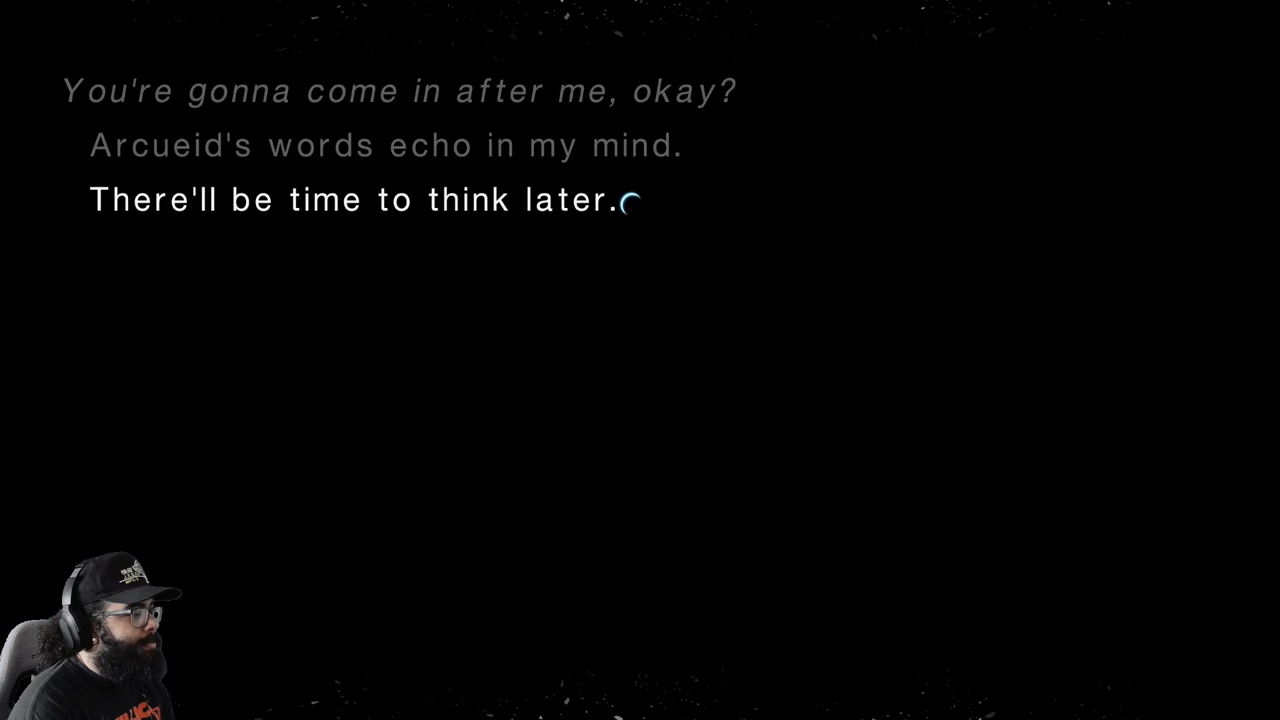 You're gonna come in after me, okay?
Arcueid's words echo in my mind.
There'll be time to think later.